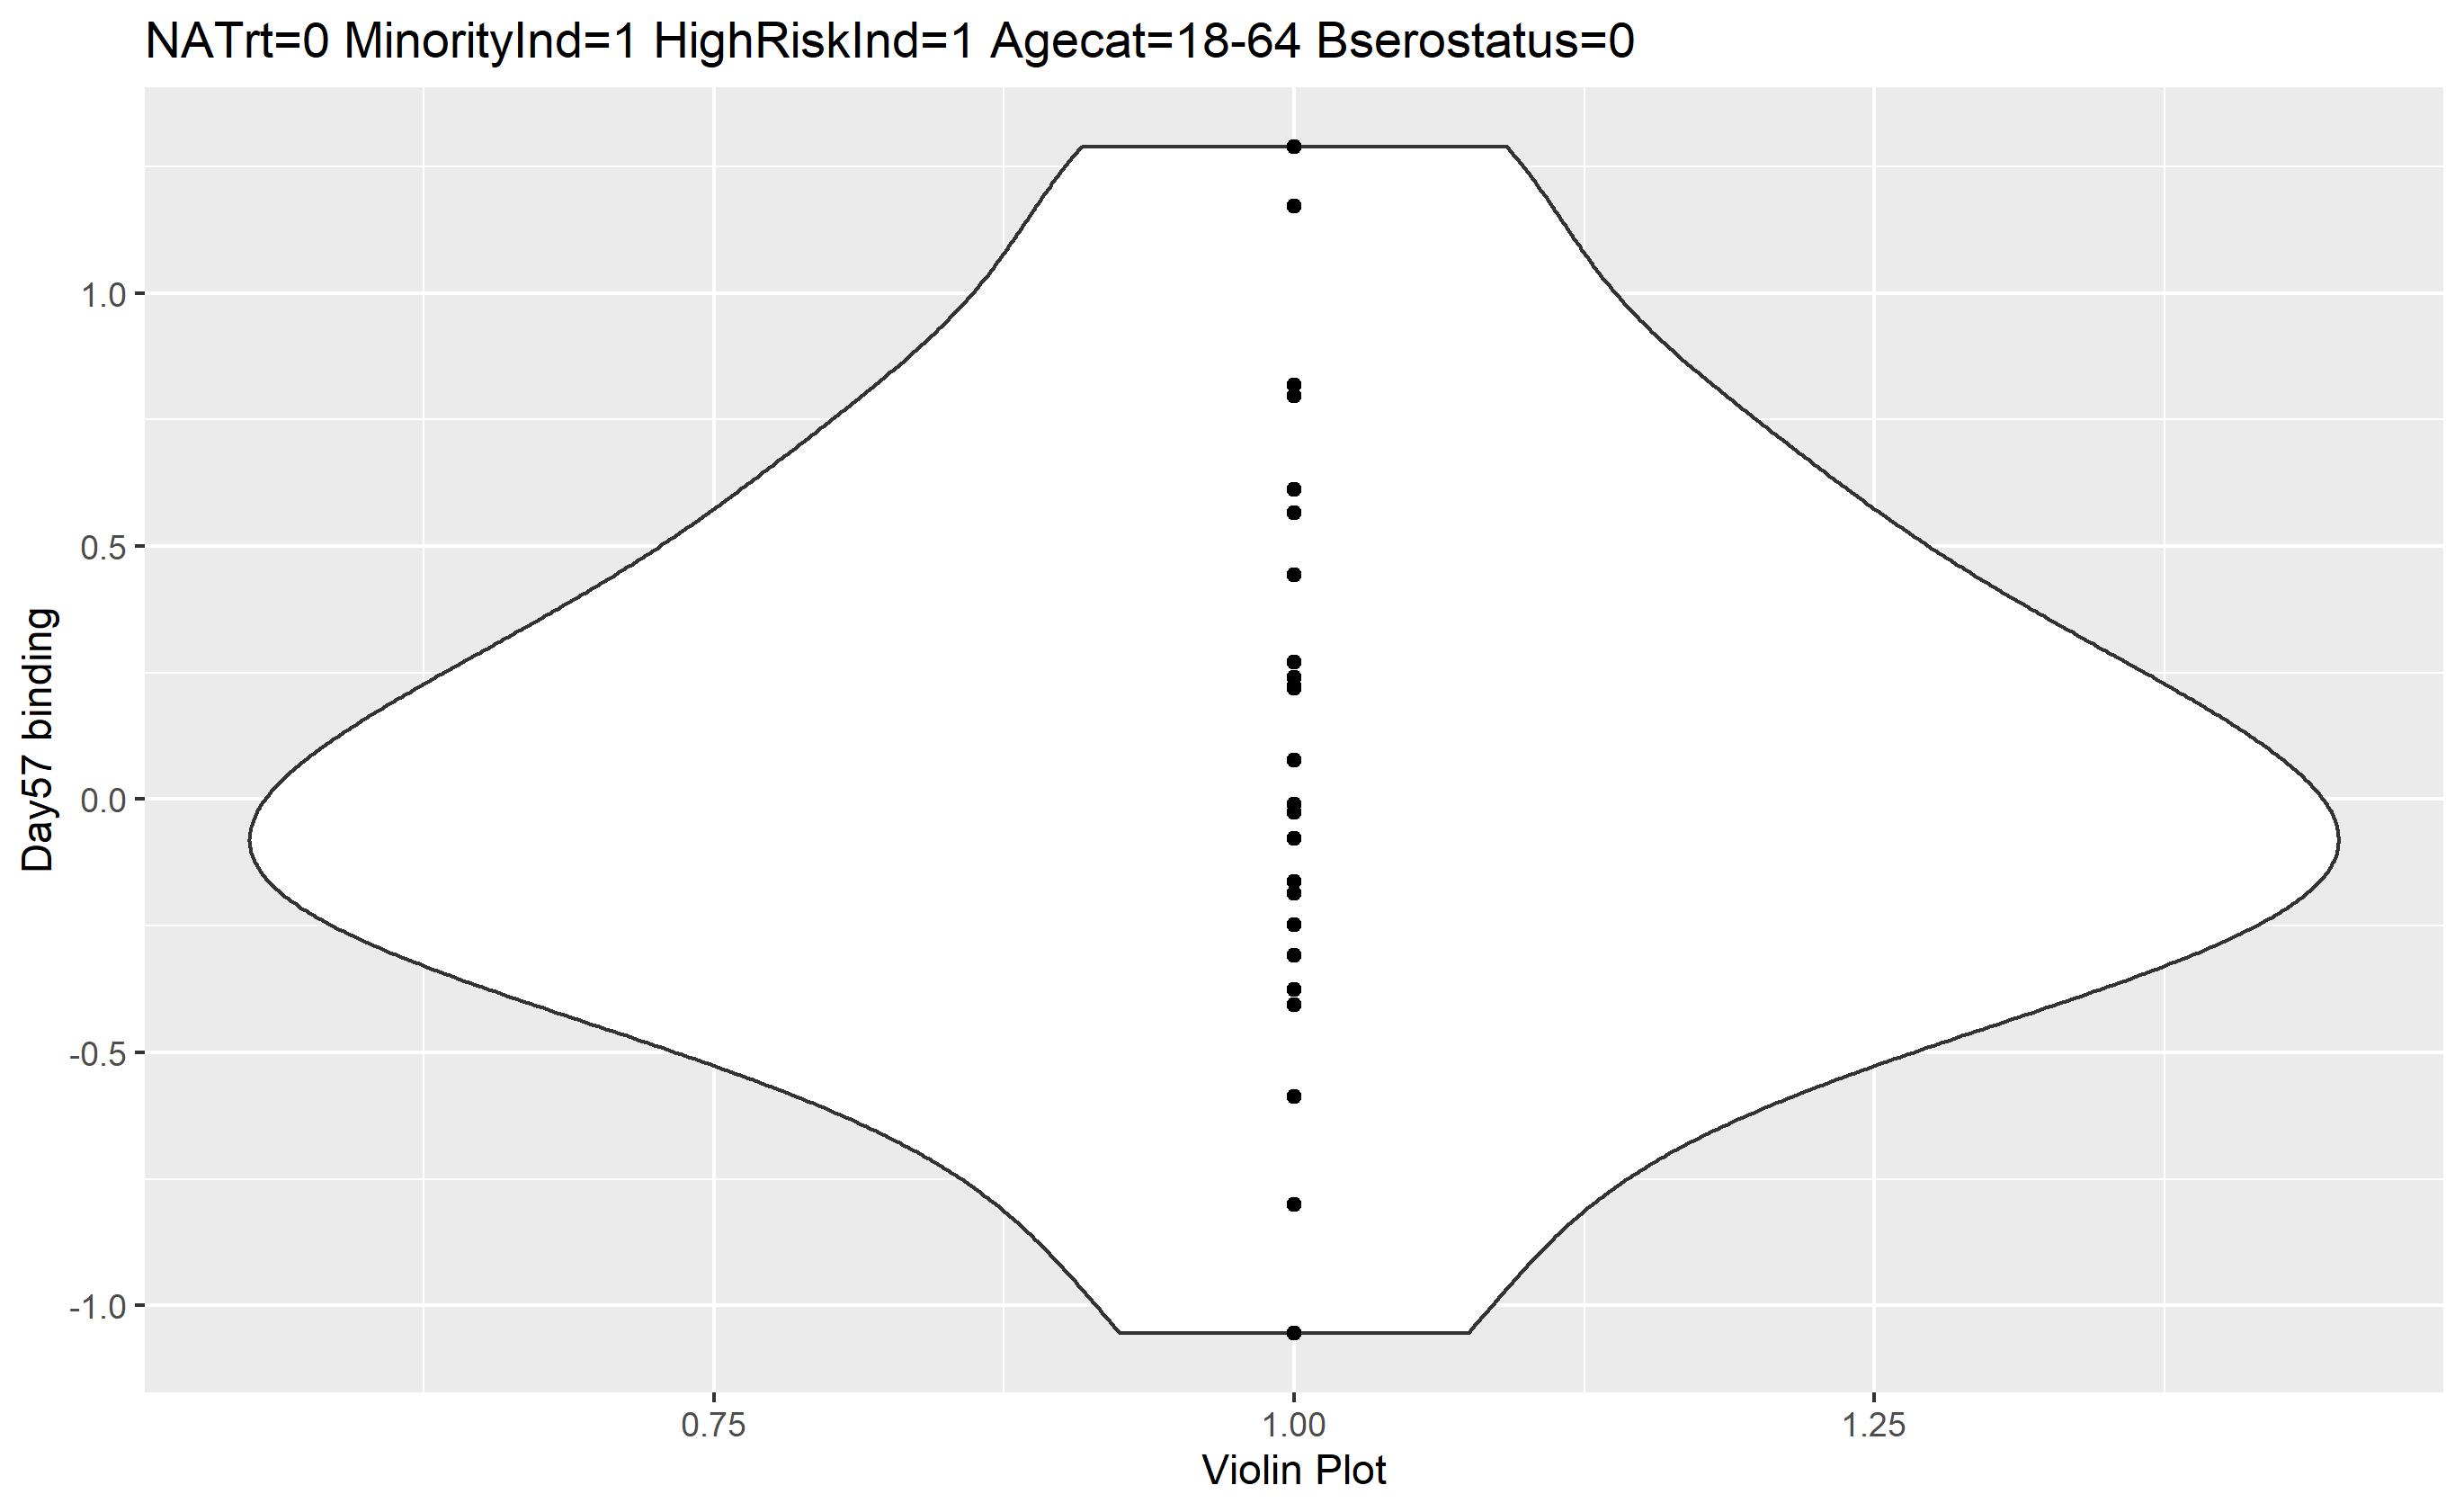 NATrt=0 MinorityInd=1 HighRiskInd=1 Agecat=18-64 Bserostatus=0
Day57 binding
1.0
0.5
0.0
-0.5
-1.0
0.75 1.00 1.25
Violin Plot